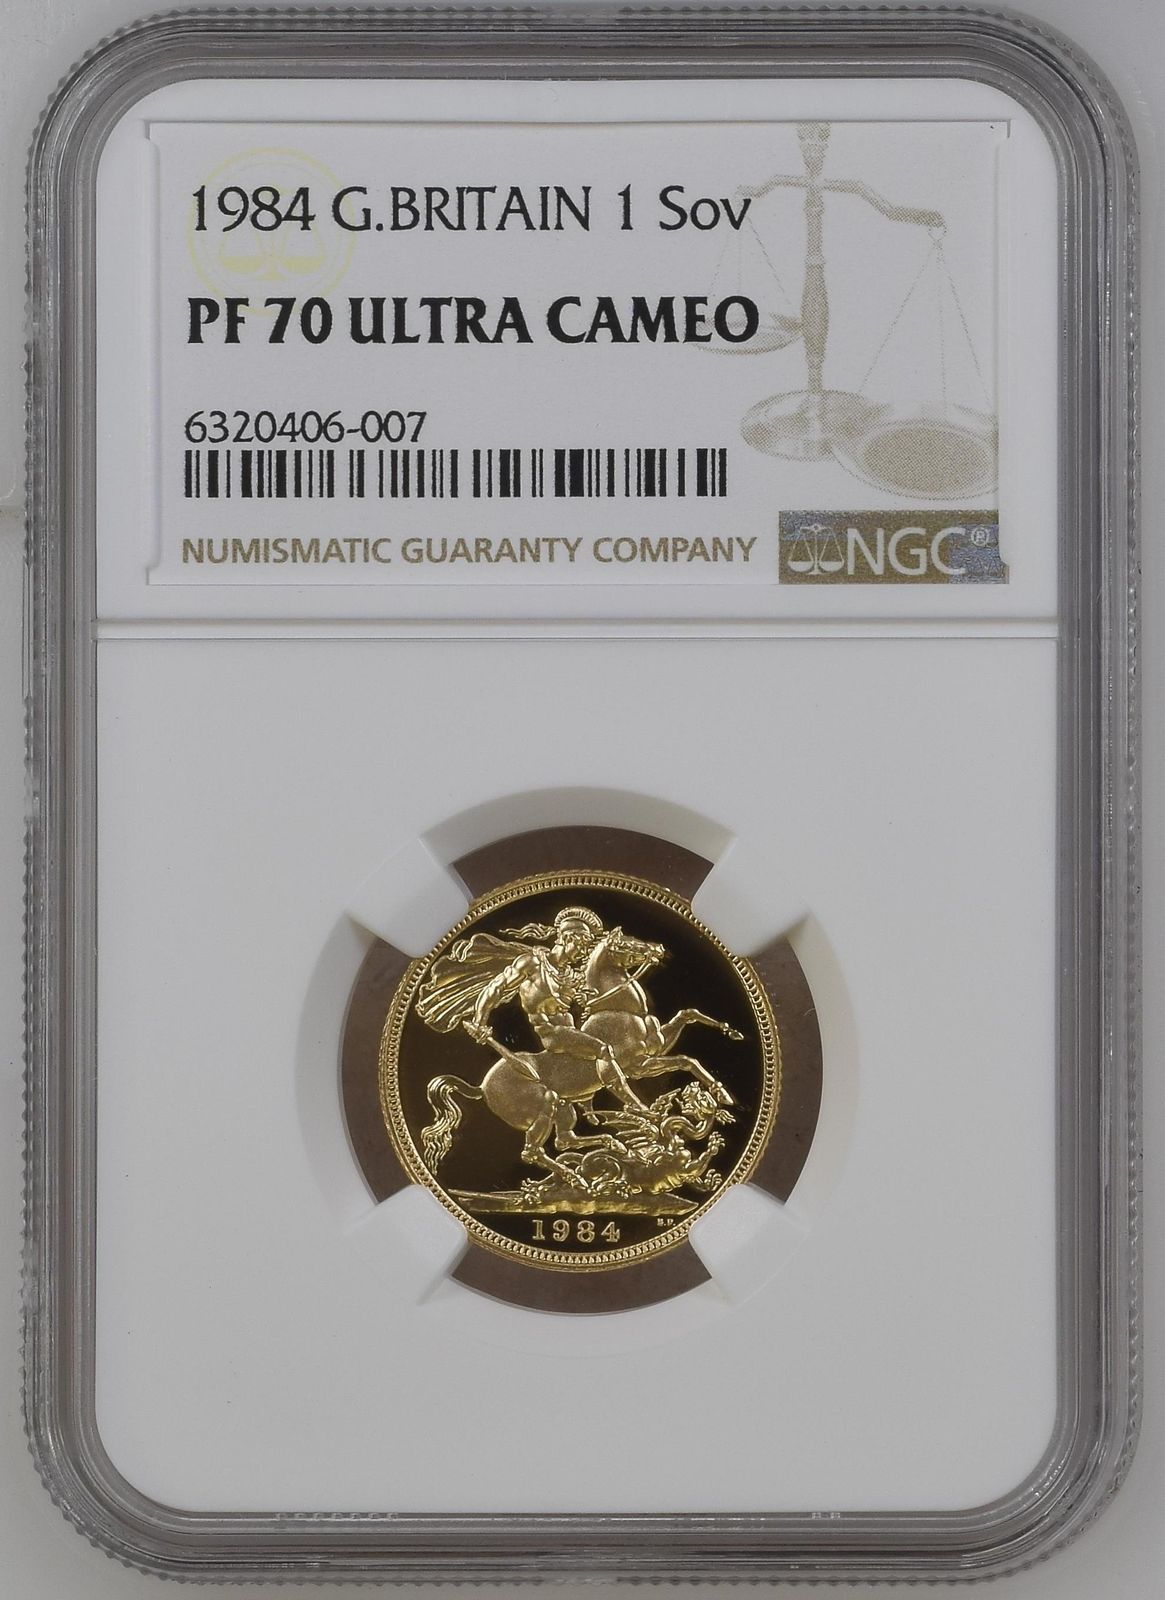 1984 G.BRITAIN 1 Sov
PF 70 ULTRA CAMEO
6320406-007
NUMISMATIC GUARANTY COMPANY
NGC®
1984
B.P.